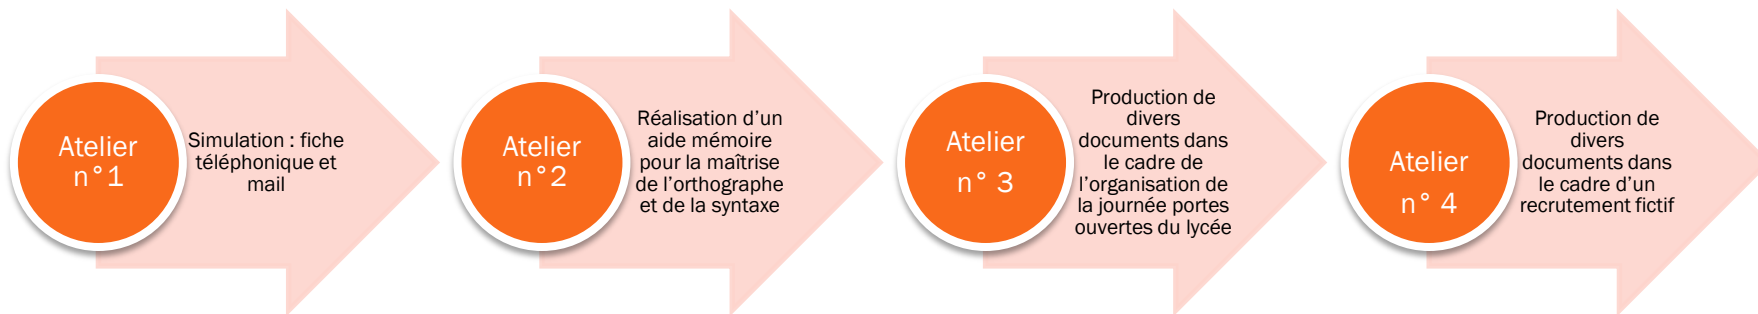 Atelier
n°1
Simulation : fiche
téléphonique et
mail
Atelier
n°2
Réalisation d’un
aide mémoire
pour la maîtrise
de l’orthographe
et de la syntaxe
Atelier
n° 3
Production de
divers
documents dans
le cadre de
l’organisation de
la journée portes
ouvertes du lycée
Atelier
n° 4
Production de
divers
documents dans
le cadre d’un
recrutement fictif